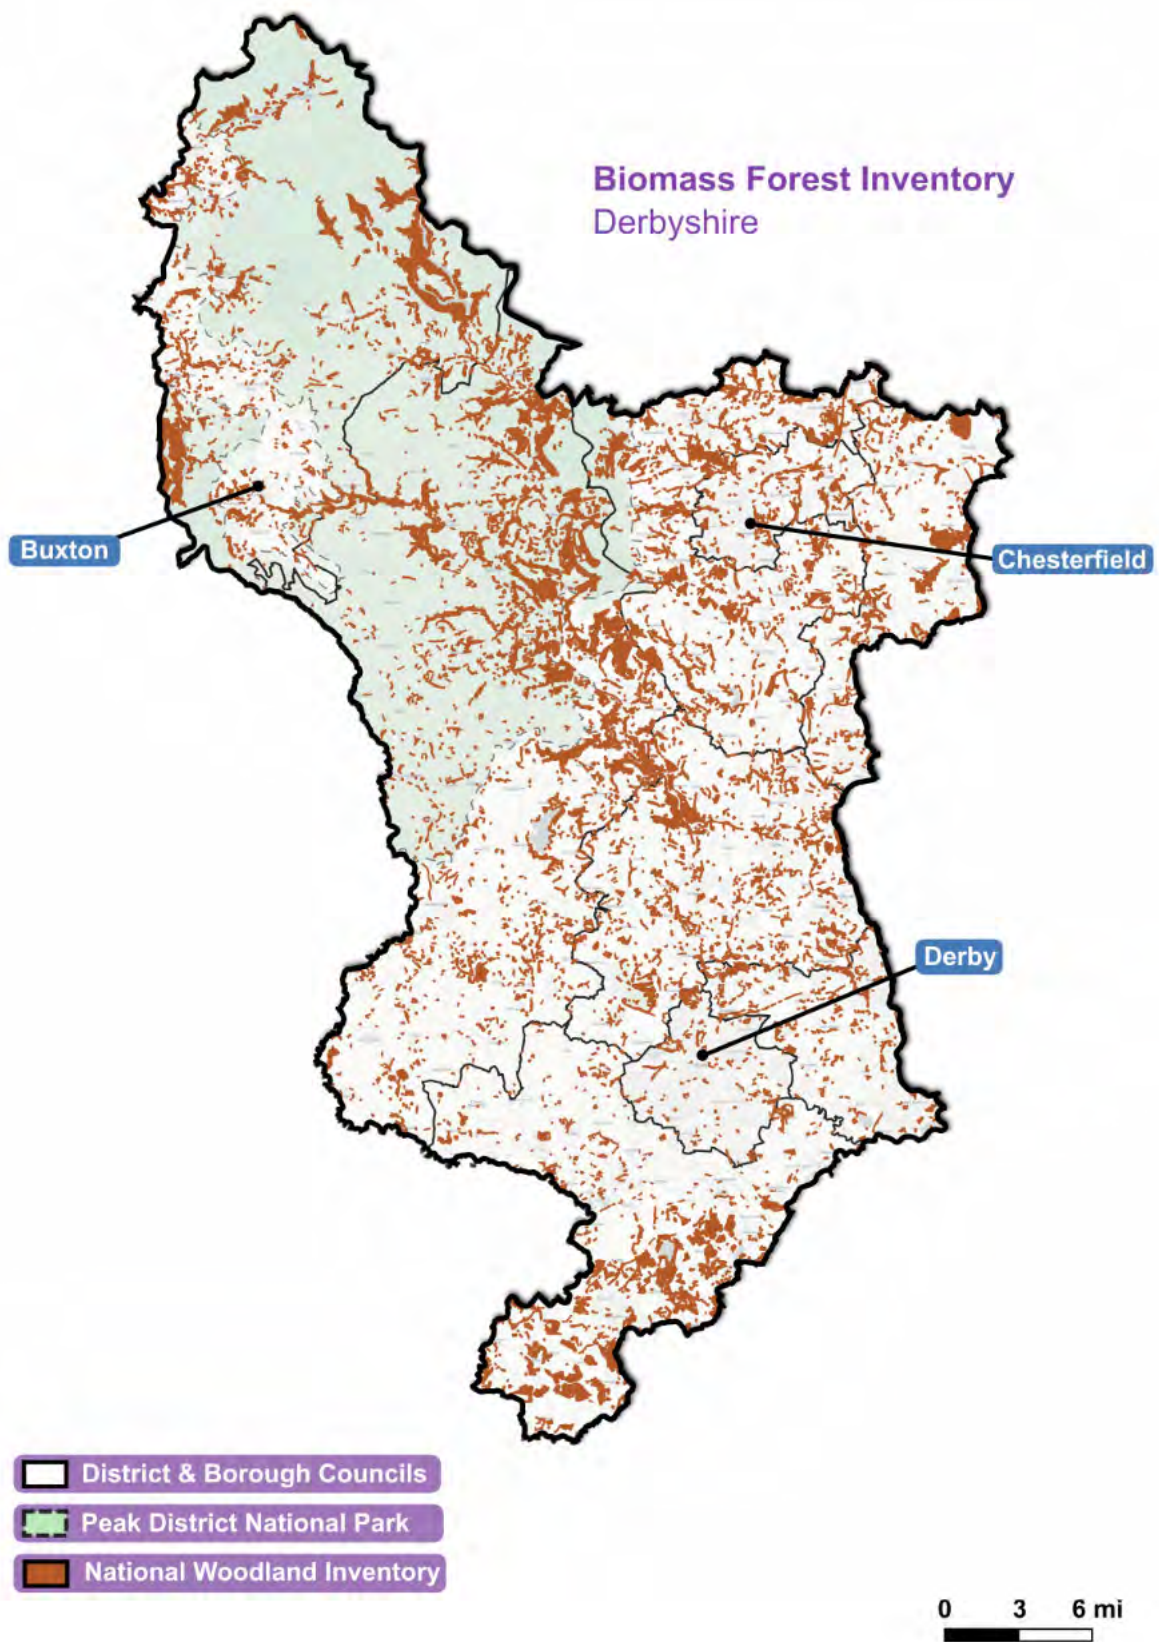 Biomass Forest Inventory
Derbyshire
Buxton
Chesterfield
Derby
District & Borough Councils
Peak District National Park
National Woodland Inventory
0 3 6 mi